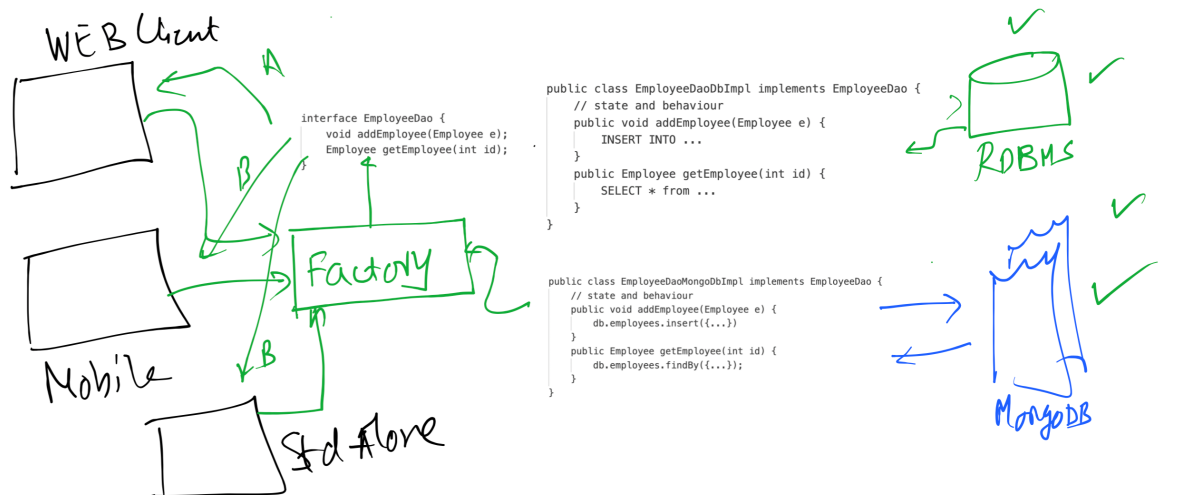 WEB Client
A
interface EmployeeDao {
void addEmployee(Employee e);
Employee getEmployee(int id);
}
B
B
Factory
Mobile
Std Alone
public class EmployeeDaoDbImpl implements EmployeeDao {
// state and behaviour
public void addEmployee(Employee e) {
INSERT INTO ...
}
public Employee getEmployee(int id) {
SELECT * from ...
}
}
RDBMS
public class EmployeeDaoMongoDbImpl implements EmployeeDao {
// state and behaviour
public void addEmployee(Employee e) {
db.employees.insert({...})
}
public Employee getEmployee(int id) {
db.employees.findBy({...});
}
}
MongoDB